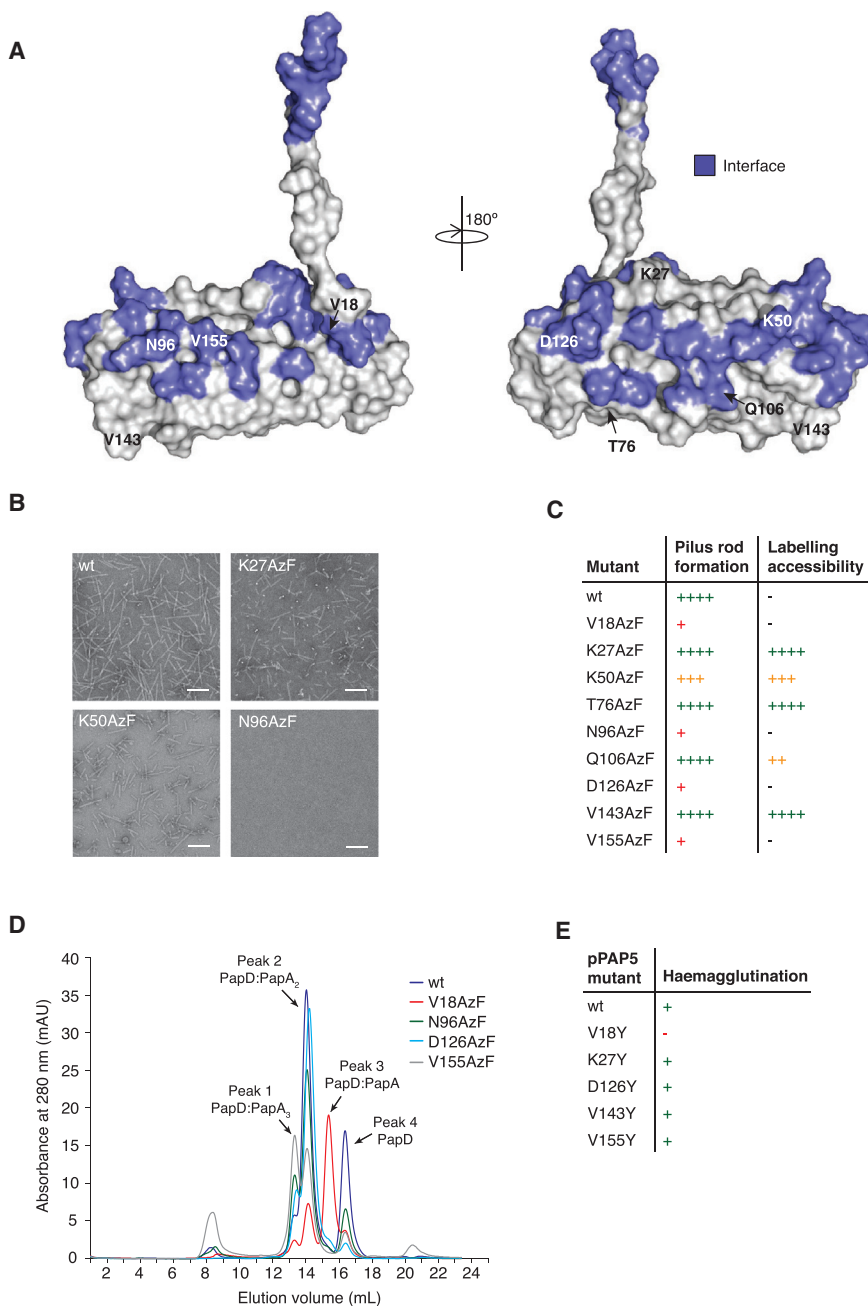 A
180º
Interface
V18
N96
V155
V143
K27
K50
D126
Q106
T76
V143
B
wt
K27AzF
K50AzF
N96AzF
C
Mutant
Pilus rod formation
Labelling accessibility
wt ++++ -
V18AzF + -
K27AzF ++++ ++++
K50AzF +++ +++
T76AzF ++++ ++++
N96AzF + -
Q106AzF ++++ ++
D126AzF + -
V143AzF ++++ ++++
V155AzF + -
D
Absorbance at 280 nm (mAU)
40
35
30
25
20
15
10
5
0
2 4 6 8 10 12 14 16 18 20 22 24
Elution volume (mL)
Peak 2
PapD:PapA₂
Peak 1
PapD:PapA₃
Peak 3
PapD:PapA
Peak 4
PapD
wt
V18AzF
N96AzF
D126AzF
V155AzF
E
pPAP5 mutant
Haemagglutination
wt +
V18Y -
K27Y +
D126Y +
V143Y +
V155Y +